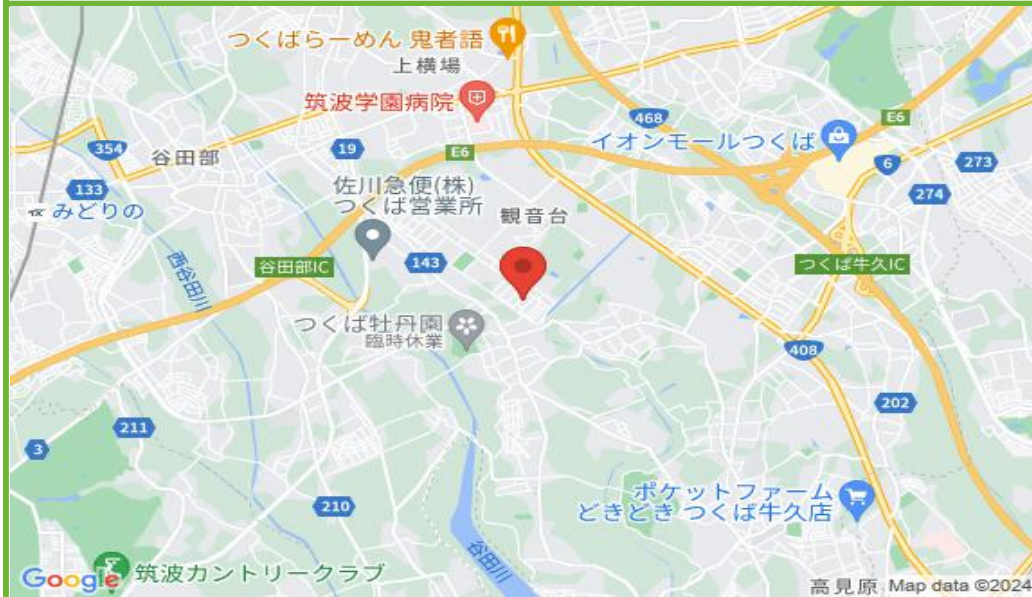 つくばらーめん 鬼者語
上横場
筑波学園病院
468
E6
イオンモールつくば
354
谷田部
19
E6
6
273
133
274
佐川急便(株)
つくば営業所
みどりの
観音台
西谷田川
谷田部IC
143
つくば牛久IC
つくば牡丹園
臨時休業
408
202
211
3
ポケットファーム
どきどき つくば牛久店
210
谷田川
Google
筑波カントリークラブ
高見原
Map data ©2024